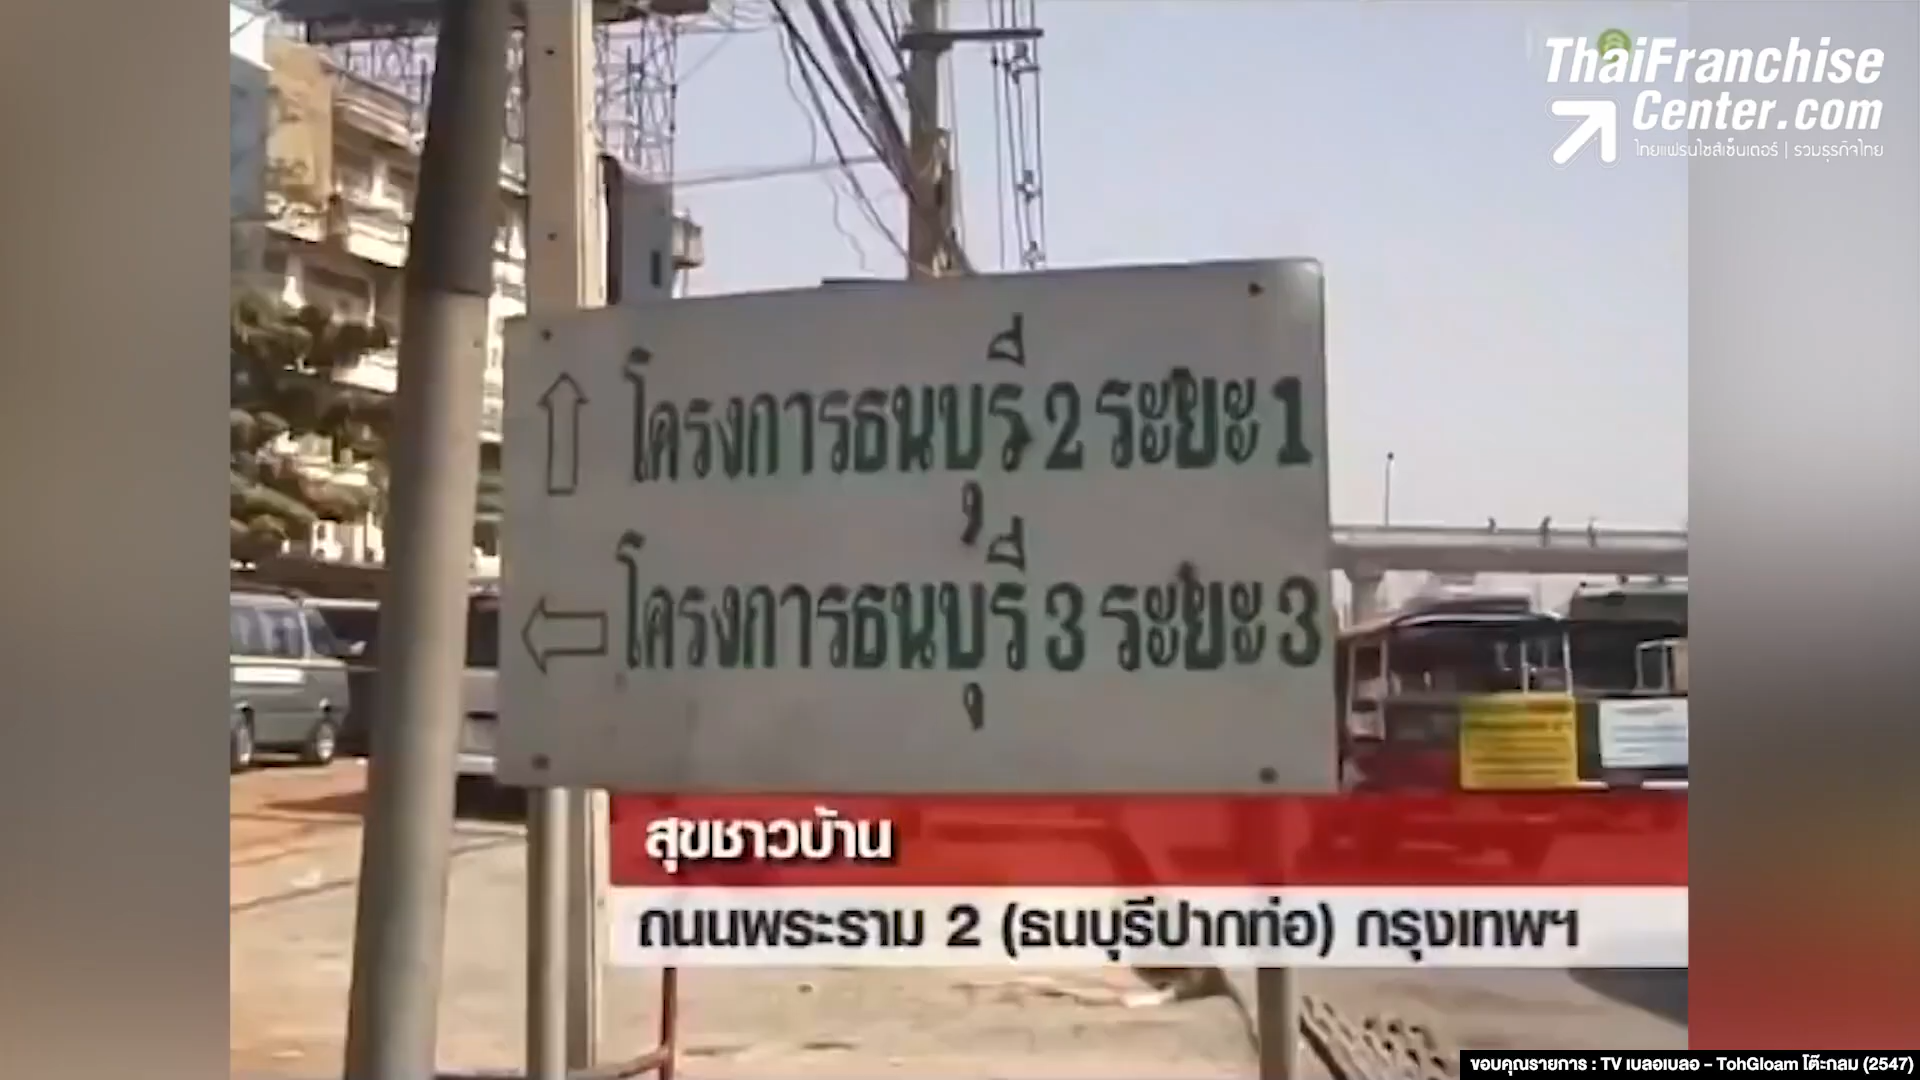 ThaiFranchise
Center.com
ไทยแฟรนไชส์เซ็นเตอร์ | รวมธุรกิจไทย
โครงการธนบุรี่ 2 ระยะ 1
โครงการธนบุรี่ 3 ระยะ 3
สุขชาวบ้าน
ถนนพระราม 2 (ธนบุรีปากท่อ) กรุงเทพฯ
ขอบคุณรายการ : TV เบลอเบลอ - TohGloam โต๊ะกลม (2547)